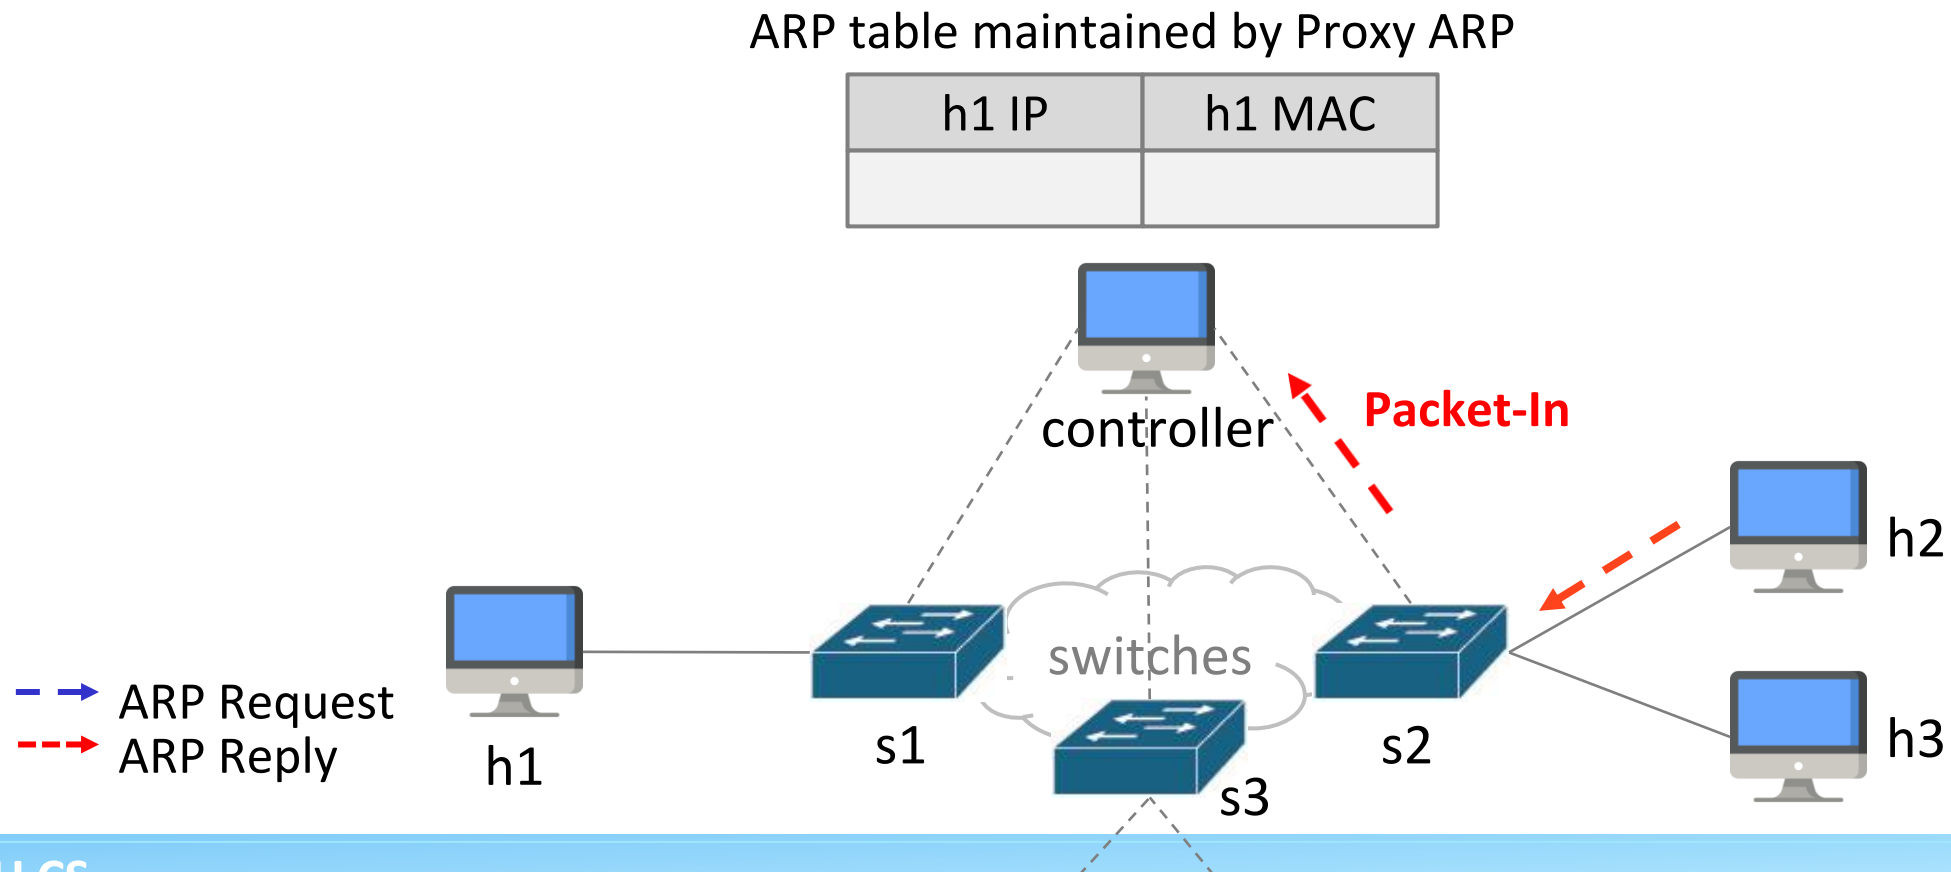 ARP table maintained by Proxy ARP
h1 IP h1 MAC
controller
Packet-In
h2
switches
ARP Request
ARP Reply
h1
s1
s2
h3
s3
CS